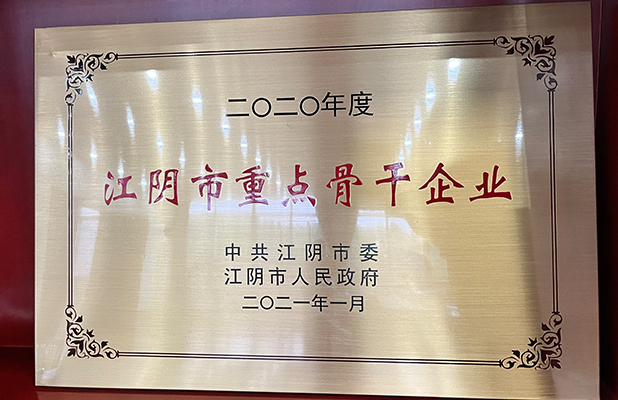 二〇二〇年度
江阴市重点骨干企业
中共江阴市委
江阴市人民政府
二〇二一年一月